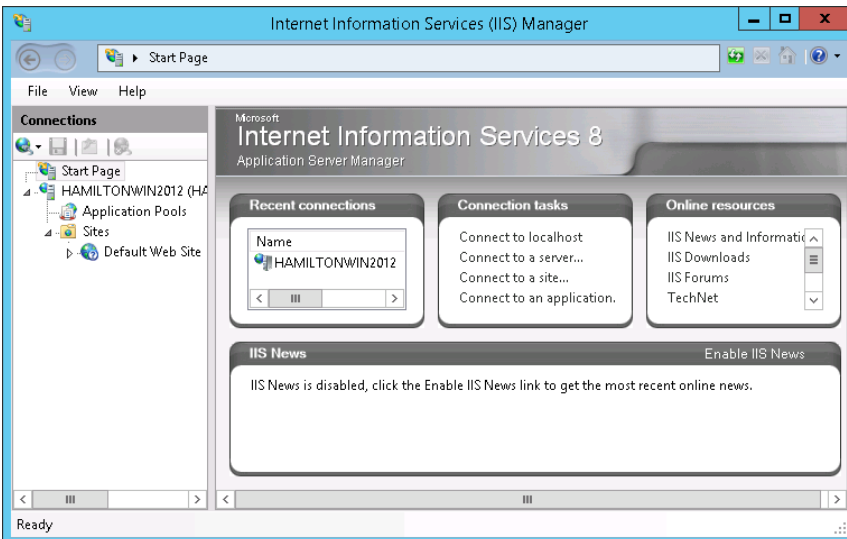 Internet Information Services (IIS) Manager
Start Page
File View Help
Connections
Start Page
HAMILTONWIN2012 (HA
Application Pools
Sites
Default Web Site
Microsoft
Internet Information Services 8
Application Server Manager
Recent connections
Name
HAMILTONWIN2012
Connection tasks
Connect to localhost
Connect to a server...
Connect to a site...
Connect to an application.
Online resources
IIS News and Informatic
IIS Downloads
IIS Forums
TechNet
IIS News
Enable IIS News
IIS News is disabled, click the Enable IIS News link to get the most recent online news.
Ready